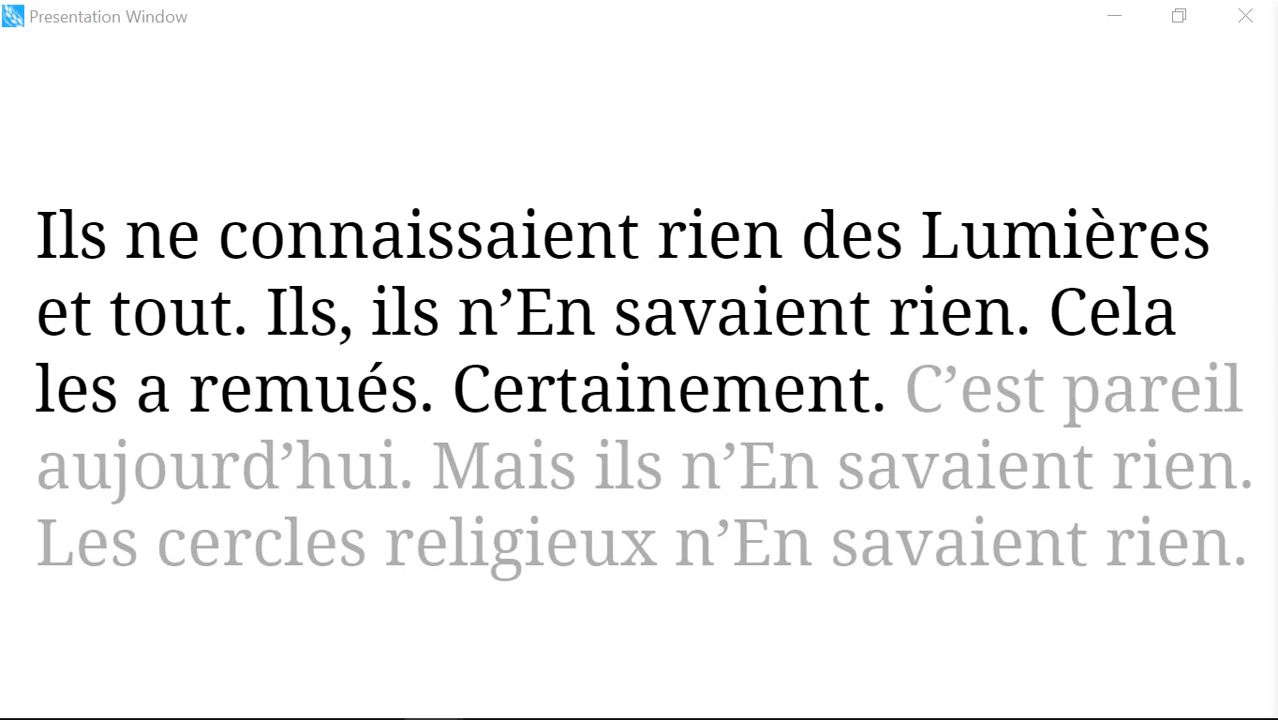 Presentation Window
Ils ne connaissaient rien des Lumières
et tout. Ils, ils n’En savaient rien. Cela
les a remués. Certainement. C’est pareil
aujourd’hui. Mais ils n’En savaient rien.
Les cercles religieux n’En savaient rien.